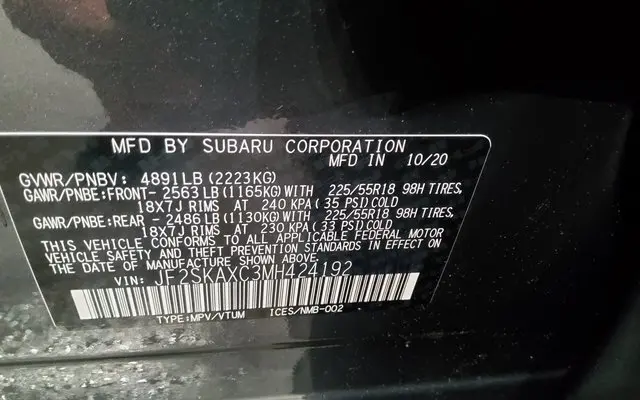 MFD BY SUBARU CORPORATION
MFD IN 10/20
GVWR/PNBV: 4891LB (2223KG)
GAWR/PNBE:FRONT- 2563 LB (1165KG) WITH 225/55R18 98H TIRES,
18X7J RIMS AT 240 KPA (35 PSI) COLD
GAWR/PNBE:REAR - 2486 LB (1130KG) WITH 225/55R18 98H TIRES,
18X7J RIMS AT 230 KPA (33 PSI) COLD
THIS VEHICLE CONFORMS TO ALL APPLICABLE FEDERAL MOTOR
VEHICLE SAFETY AND THEFT PREVENTION STANDARDS IN EFFECT ON
THE DATE OF MANUFACTURE SHOWN ABOVE.
VIN: JF2SKAXC3MH424192
TYPE:MPV/VTUM ICES/NMB-002